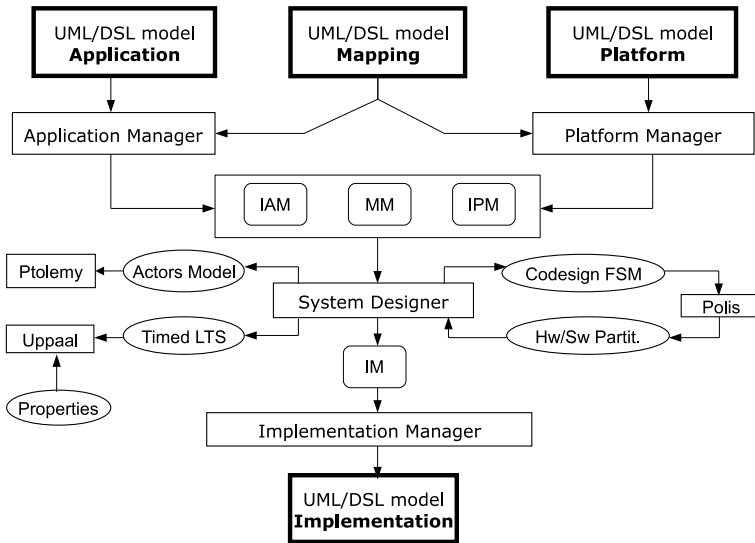 UML/DSL model
Application
UML/DSL model
Mapping
UML/DSL model
Platform
Application Manager
Platform Manager
IAM
MM
IPM
Ptolemy
Actors Model
Codesign FSM
System Designer
Polis
Uppaal
Timed LTS
Hw/Sw Partit.
IM
Properties
Implementation Manager
UML/DSL model
Implementation